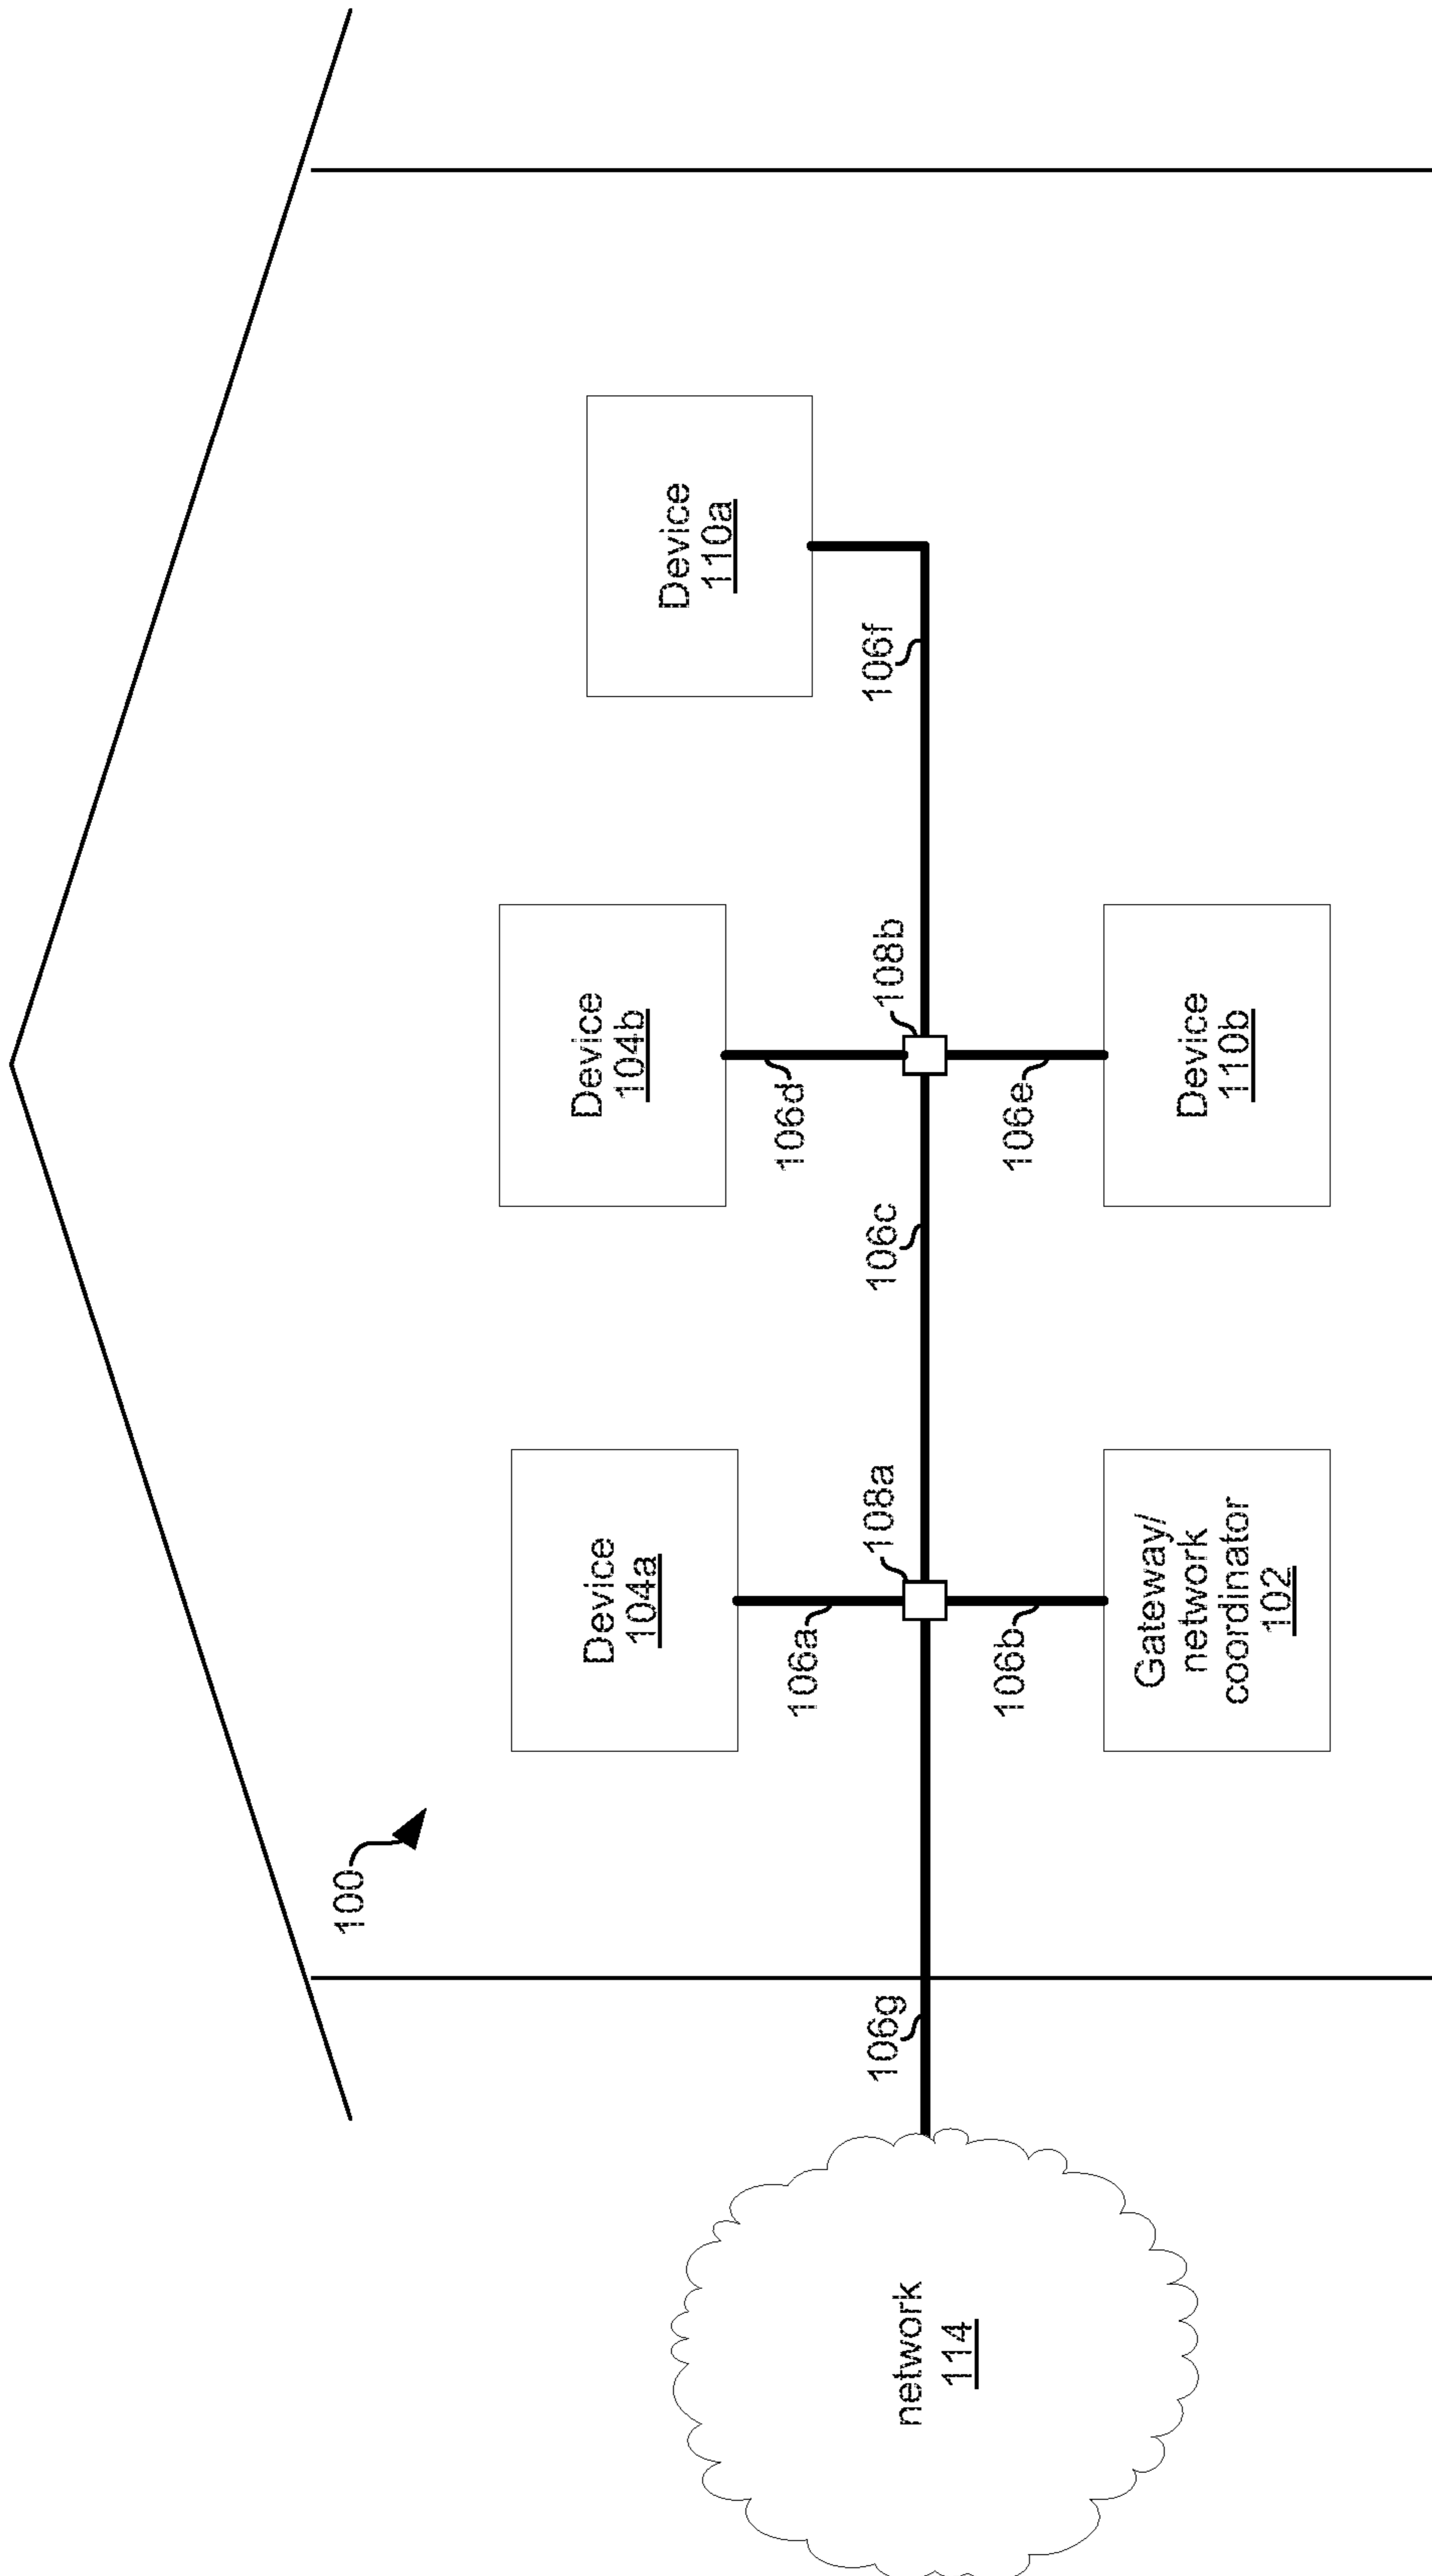 100
Device
104a
Device
104b
Device
110a
106a
108a
106d
108b
106f
106g
106c
network
114
106b
106e
Gateway/
network
coordinator
102
Device
110b